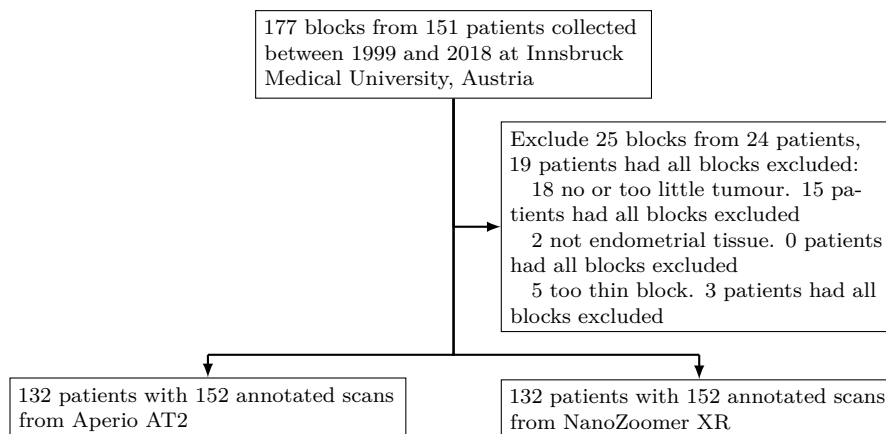 177 blocks from 151 patients collected
between 1999 and 2018 at Innsbruck
Medical University, Austria
Exclude 25 blocks from 24 patients,
19 patients had all blocks excluded:
18 no or too little tumour. 15 pa-
tients had all blocks excluded
2 not endometrial tissue. 0 patients
had all blocks excluded
5 too thin block. 3 patients had all
blocks excluded
132 patients with 152 annotated scans
from Aperio AT2
132 patients with 152 annotated scans
from NanoZoomer XR